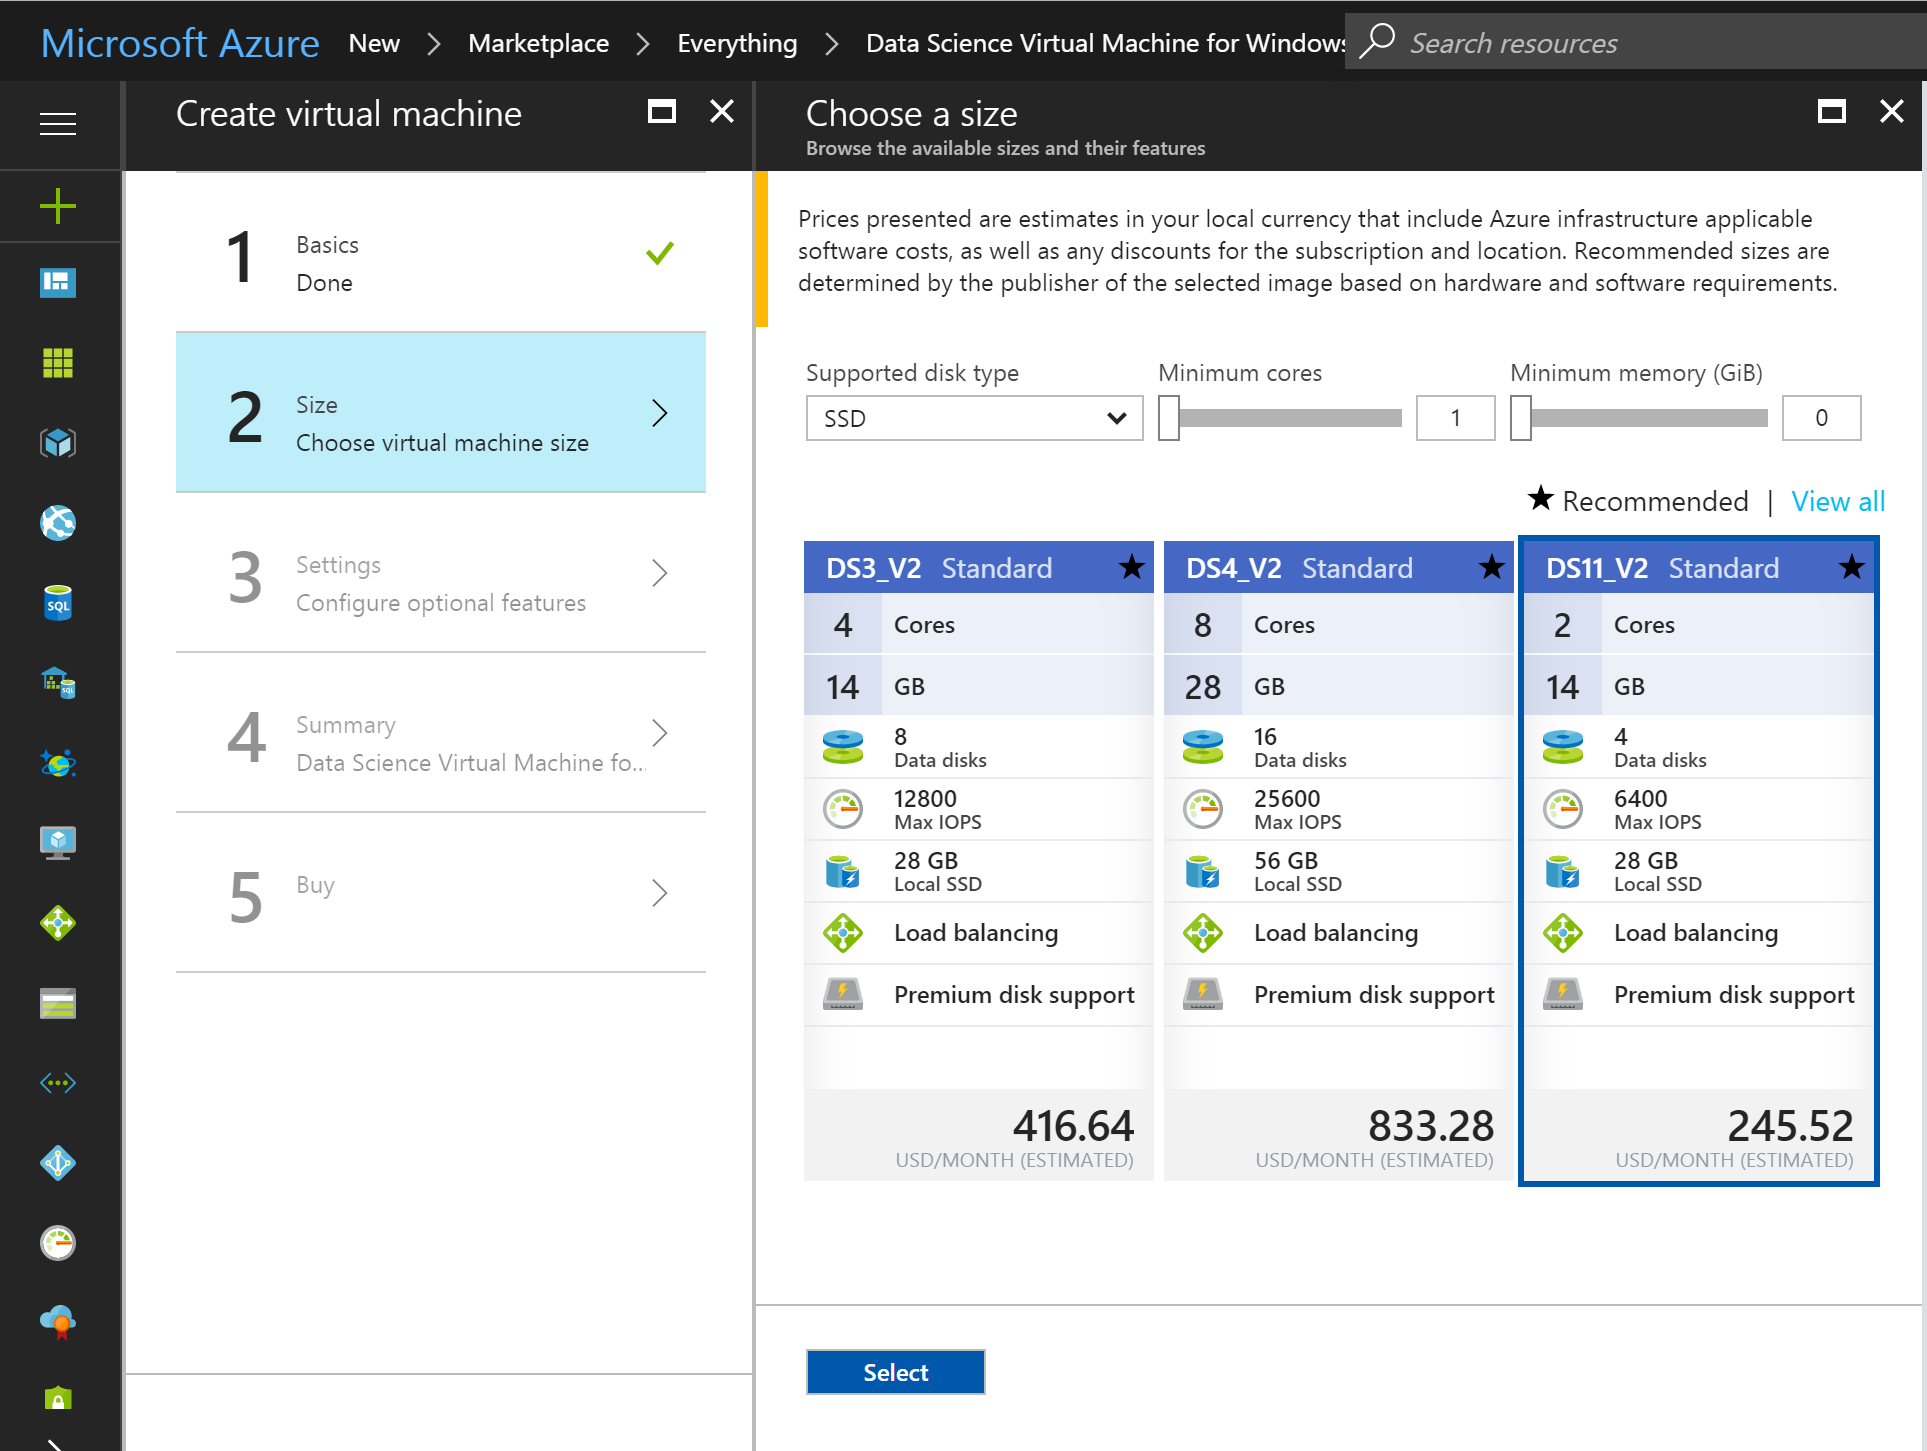 Microsoft Azure New Marketplace Everything Data Science Virtual Machine for Windows Search resources
Create virtual machine
1
Basics
Done
2
Size
Choose virtual machine size
3
Settings
Configure optional features
4
Summary
Data Science Virtual Machine fo...
5
Buy
Choose a size
Browse the available sizes and their features
Prices presented are estimates in your local currency that include Azure infrastructure applicable
software costs, as well as any discounts for the subscription and location. Recommended sizes are
determined by the publisher of the selected image based on hardware and software requirements.
Supported disk type
SSD
Minimum cores
1
Minimum memory (GiB)
0
★ Recommended | View all
DS3_V2 Standard ★
4 Cores
14 GB
8
Data disks
12800
Max IOPS
28 GB
Local SSD
Load balancing
Premium disk support
416.64
USD/MONTH (ESTIMATED)
DS4_V2 Standard ★
8 Cores
28 GB
16
Data disks
25600
Max IOPS
56 GB
Local SSD
Load balancing
Premium disk support
833.28
USD/MONTH (ESTIMATED)
DS11_V2 Standard ★
2 Cores
14 GB
4
Data disks
6400
Max IOPS
28 GB
Local SSD
Load balancing
Premium disk support
245.52
USD/MONTH (ESTIMATED)
Select
SQL
SQL